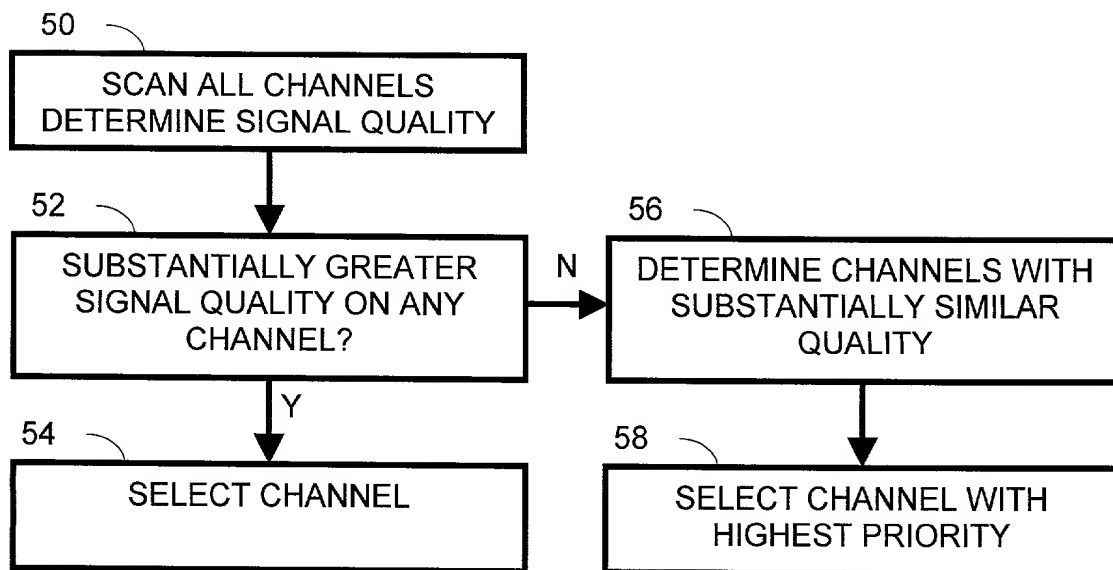 50
SCAN ALL CHANNELS
DETERMINE SIGNAL QUALITY
52
SUBSTANTIALLY GREATER
SIGNAL QUALITY ON ANY
CHANNEL?
N
56
DETERMINE CHANNELS WITH
SUBSTANTIALLY SIMILAR
QUALITY
Y
54
SELECT CHANNEL
58
SELECT CHANNEL WITH
HIGHEST PRIORITY